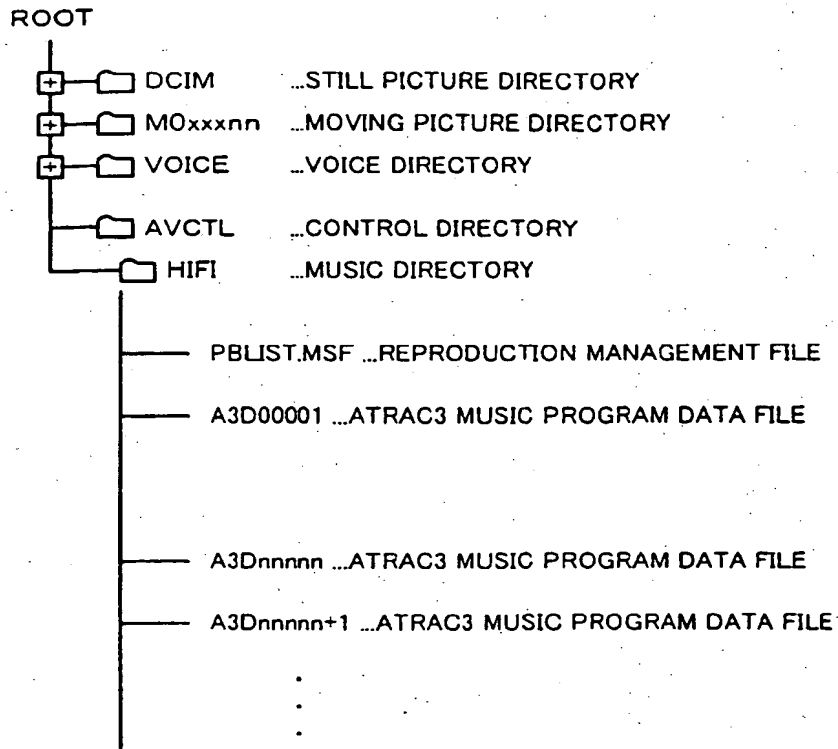 ROOT
DCIM ...STILL PICTURE DIRECTORY
M0xxxnn ...MOVING PICTURE DIRECTORY
VOICE ...VOICE DIRECTORY
AVCTL ...CONTROL DIRECTORY
HIFI ...MUSIC DIRECTORY
PBLIST.MSF ...REPRODUCTION MANAGEMENT FILE
A3D00001 ...ATRAC3 MUSIC PROGRAM DATA FILE
A3Dnnnnn ...ATRAC3 MUSIC PROGRAM DATA FILE
A3Dnnnnn+1 ...ATRAC3 MUSIC PROGRAM DATA FILE